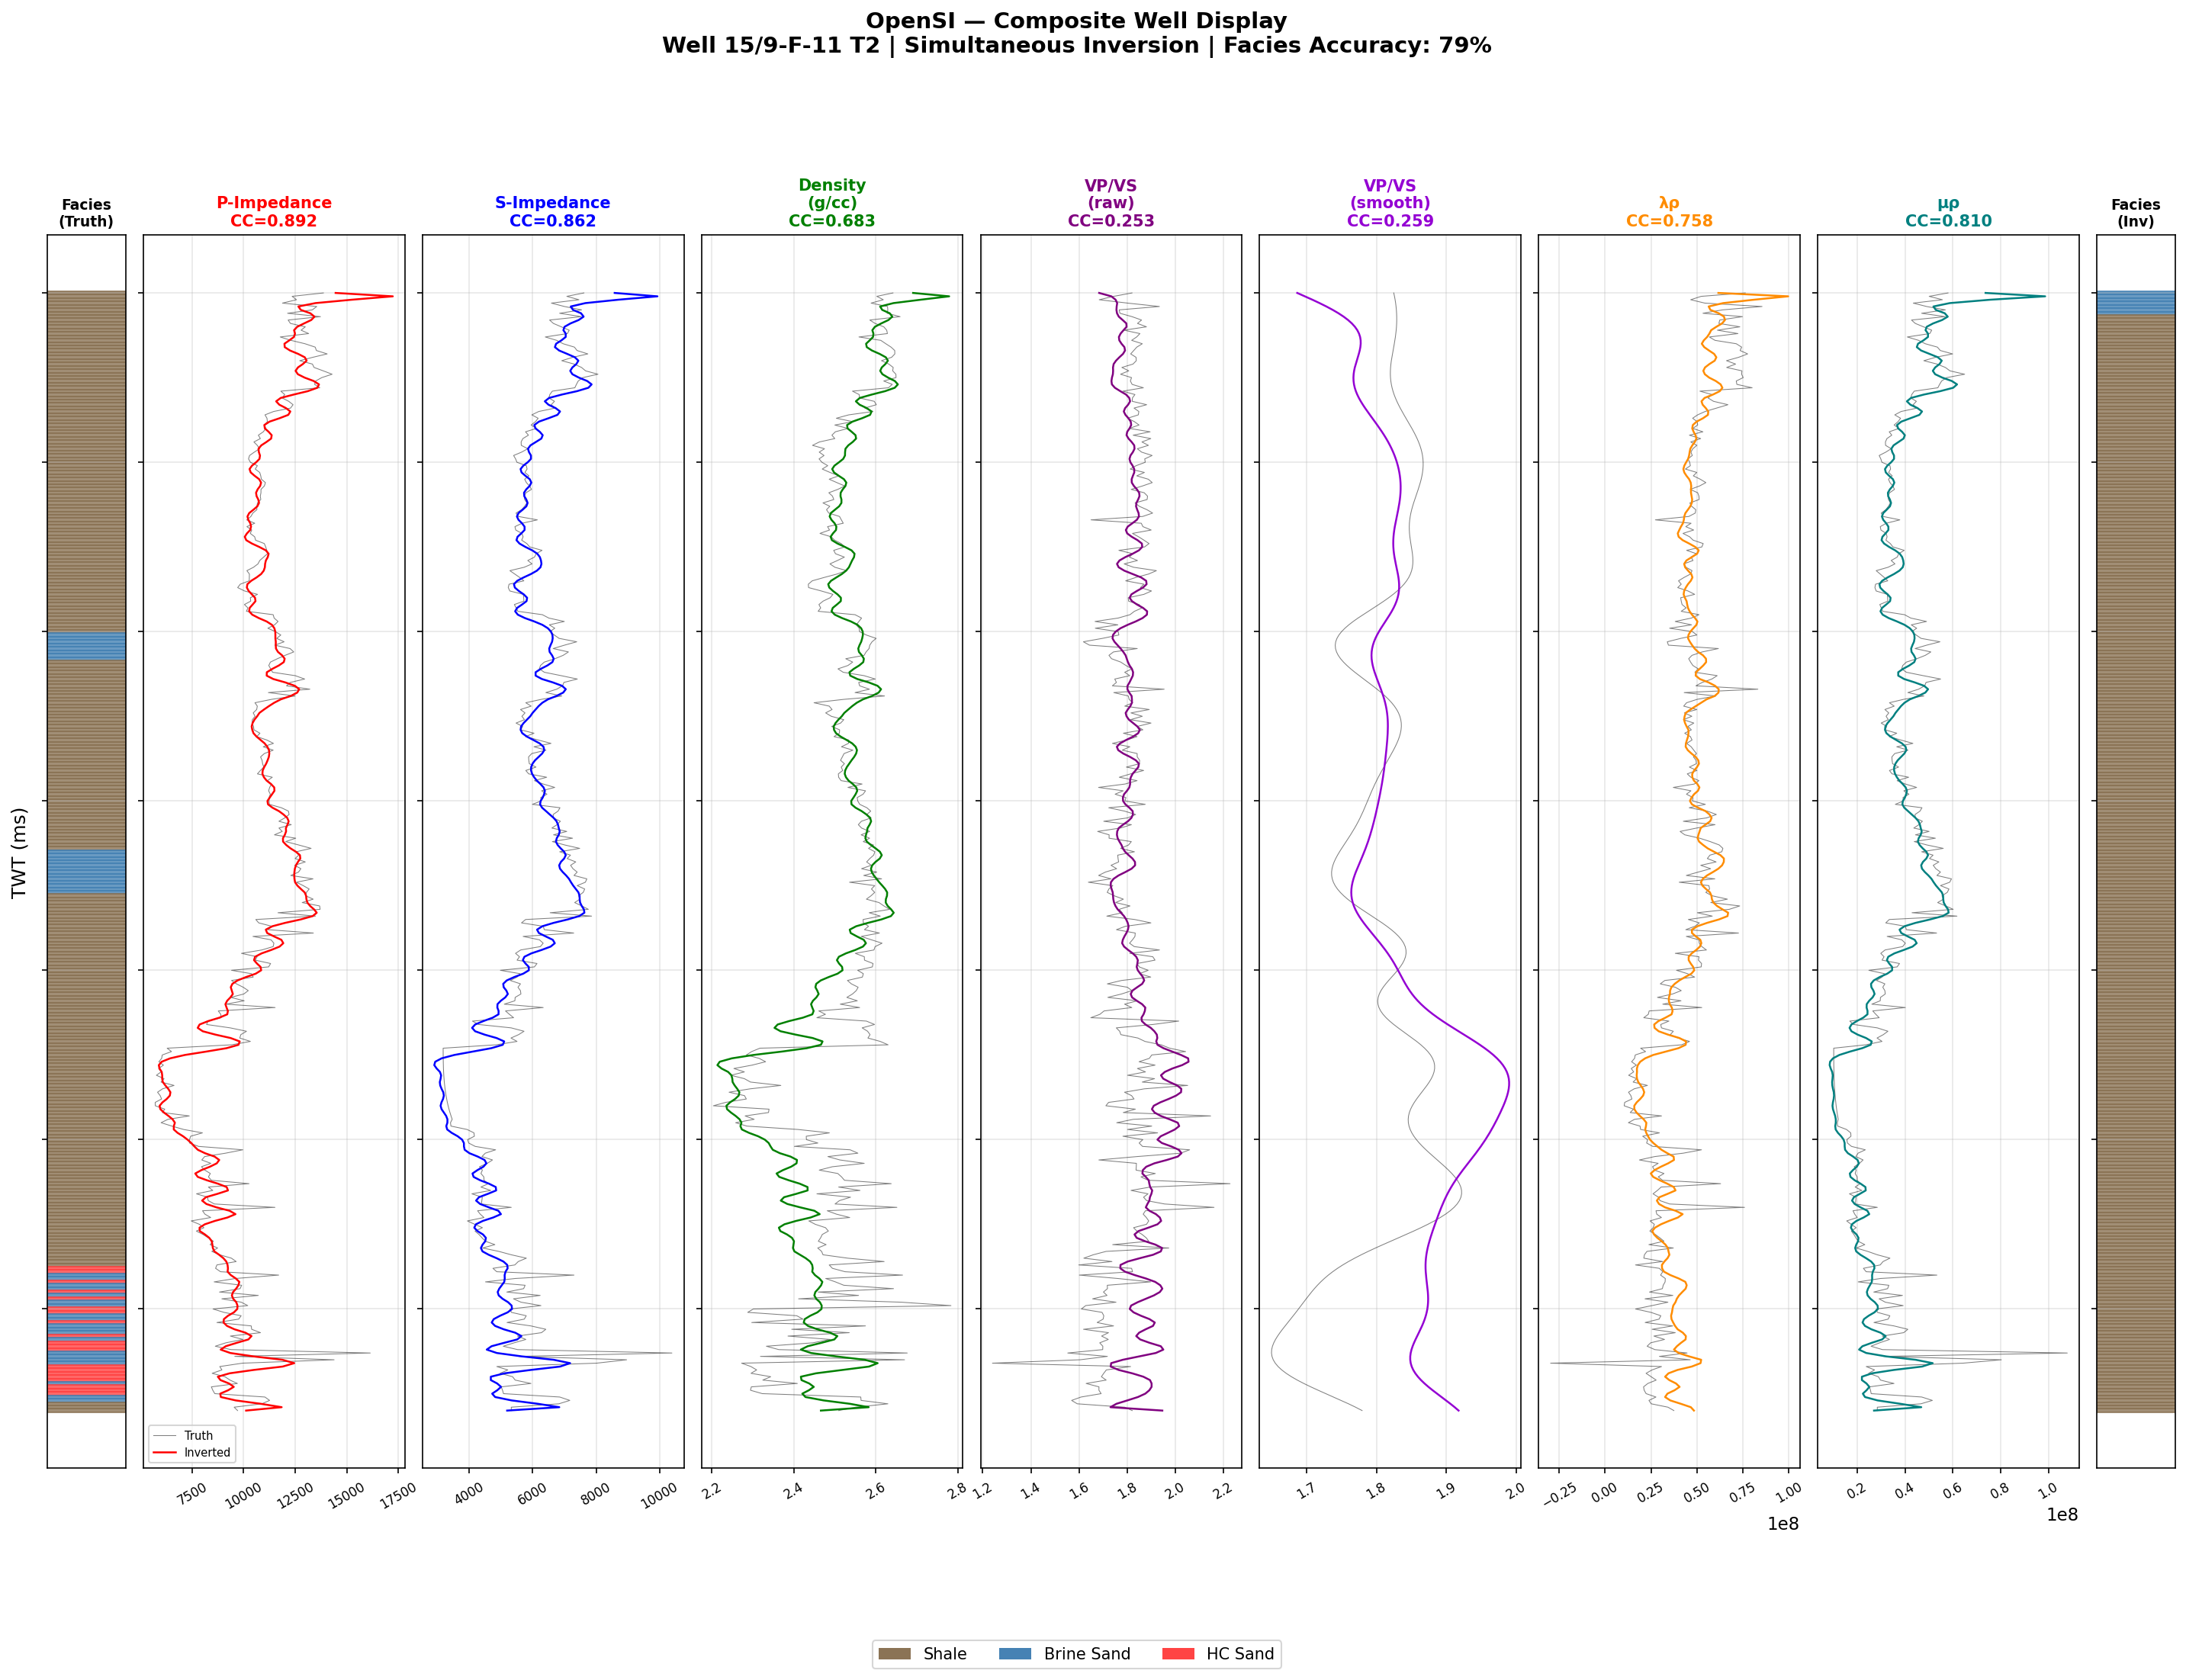 OpenSI — Composite Well Display
Well 15/9-F-11 T2 | Simultaneous Inversion | Facies Accuracy: 79%
Facies
(Truth)
P-Impedance
CC=0.892
S-Impedance
CC=0.862
Density
(g/cc)
CC=0.683
VP/VS
(raw)
CC=0.253
VP/VS
(smooth)
CC=0.259
λρ
CC=0.758
μρ
CC=0.810
Facies
(Inv)
TWT (ms)
Truth
Inverted
7500 10000 12500 15000 17500
4000 6000 8000 10000
2.2 2.4 2.6 2.8
1.2 1.4 1.6 1.8 2.0 2.2
1.7 1.8 1.9 2.0
−0.25 0.00 0.25 0.50 0.75 1.00
1e8
0.2 0.4 0.6 0.8 1.0
1e8
Shale Brine Sand HC Sand